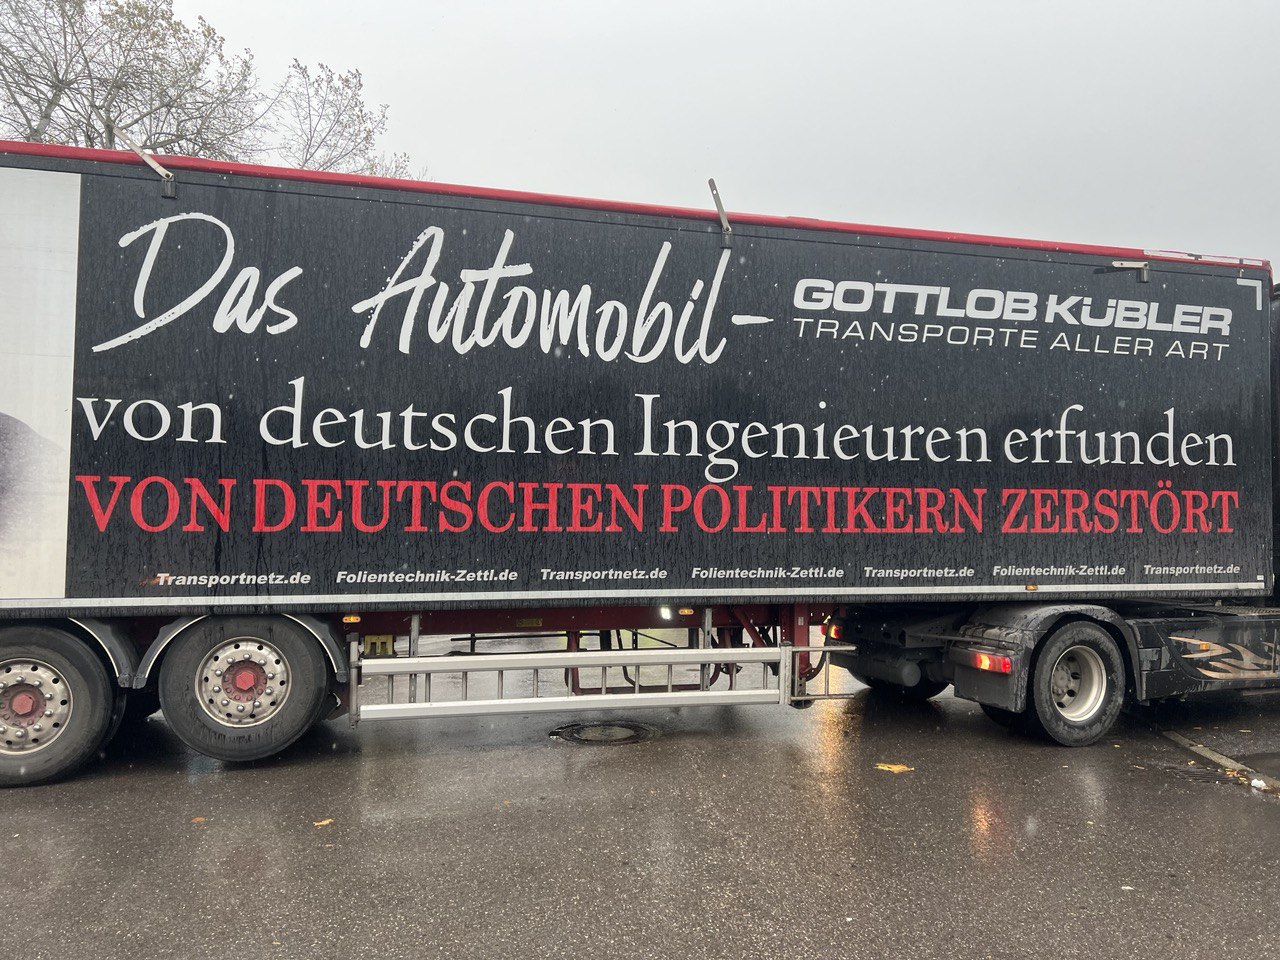 Das Automobil-
GOTTLOB KÜBLER
TRANSPORTE ALLER ART
von deutschen Ingenieuren erfunden
VON DEUTSCHEN POLITIKERN ZERSTÖRT
Transportnetz.de Folientechnik-Zettl.de Transportnetz.de Folientechnik-Zettl.de Transportnetz.de Folientechnik-Zettl.de Transportnetz.de